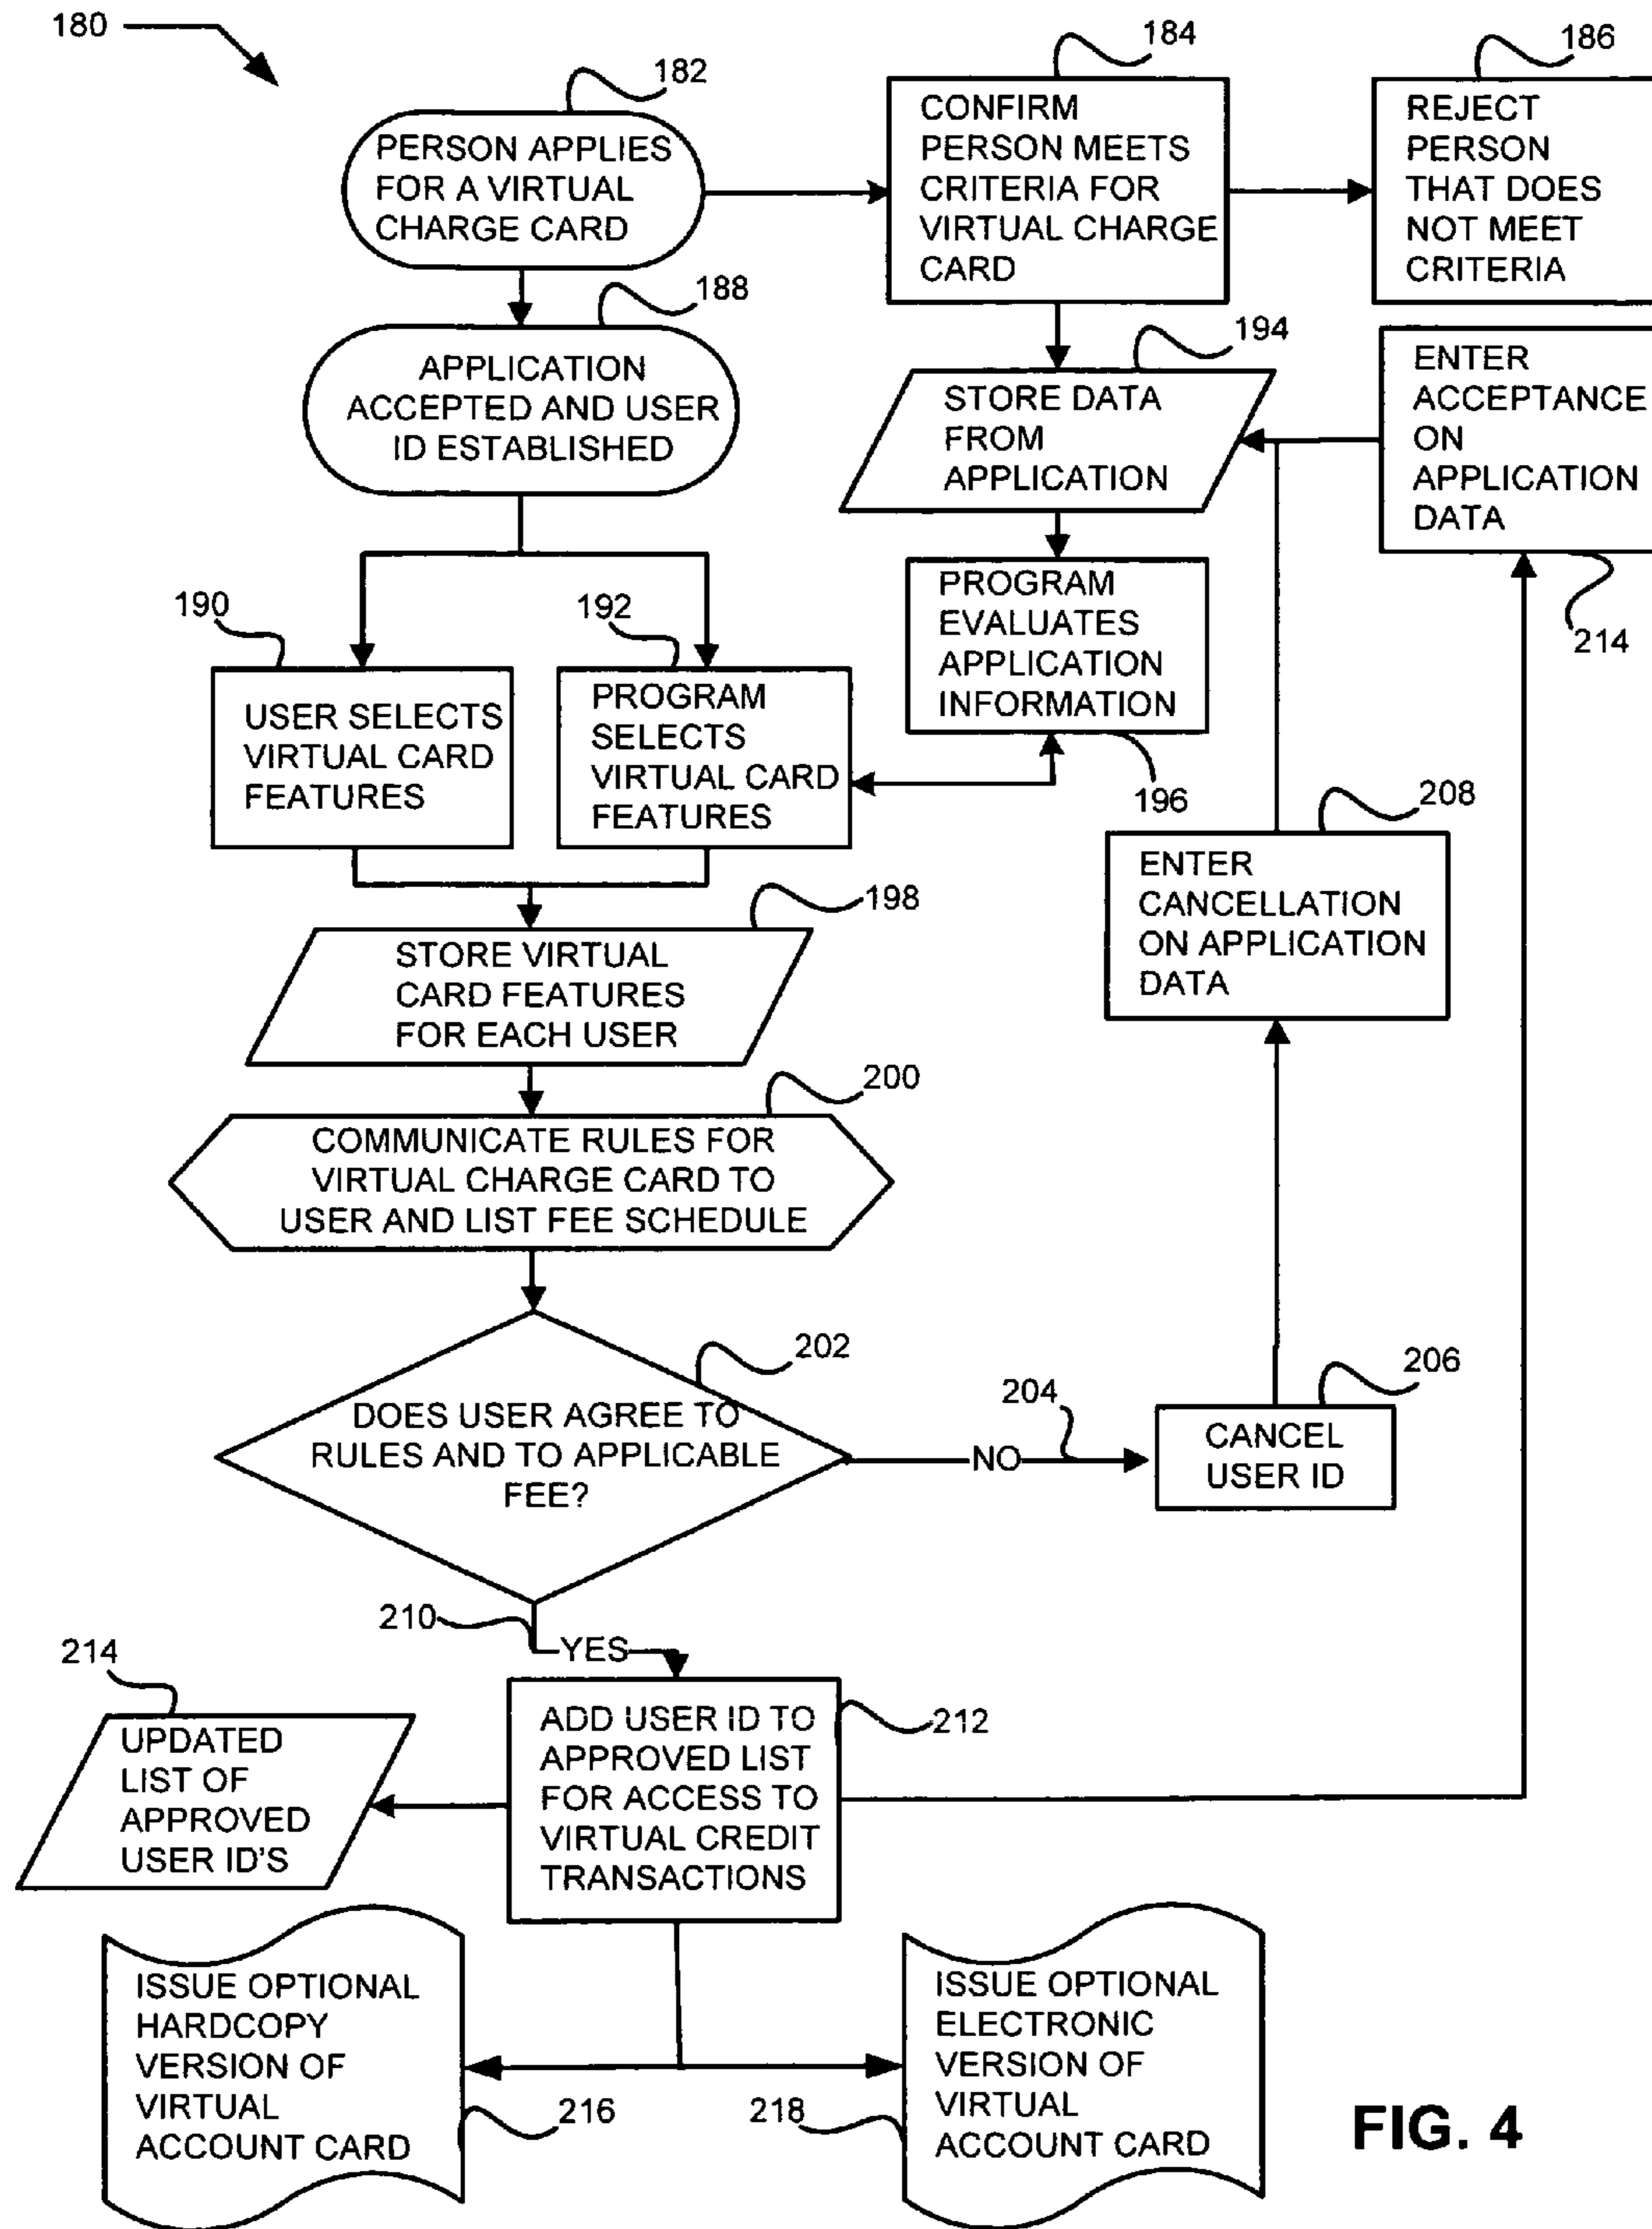 180
182
PERSON APPLIES
FOR A VIRTUAL
CHARGE CARD
184
CONFIRM
PERSON MEETS
CRITERIA FOR
VIRTUAL CHARGE
CARD
186
REJECT
PERSON
THAT DOES
NOT MEET
CRITERIA
188
APPLICATION
ACCEPTED AND USER
ID ESTABLISHED
194
STORE DATA
FROM
APPLICATION
ENTER
ACCEPTANCE
ON
APPLICATION
DATA
214
190
USER SELECTS
VIRTUAL CARD
FEATURES
192
PROGRAM
SELECTS
VIRTUAL CARD
FEATURES
PROGRAM
EVALUATES
APPLICATION
INFORMATION
196
208
ENTER
CANCELLATION
ON APPLICATION
DATA
198
STORE VIRTUAL
CARD FEATURES
FOR EACH USER
200
COMMUNICATE RULES FOR
VIRTUAL CHARGE CARD TO
USER AND LIST FEE SCHEDULE
202
DOES USER AGREE TO
RULES AND TO APPLICABLE
FEE?
204
NO
206
CANCEL
USER ID
210
YES
214
UPDATED
LIST OF
APPROVED
USER ID'S
212
ADD USER ID TO
APPROVED LIST
FOR ACCESS TO
VIRTUAL CREDIT
TRANSACTIONS
ISSUE OPTIONAL
HARDCOPY
VERSION OF
VIRTUAL
ACCOUNT CARD
216
218
ISSUE OPTIONAL
ELECTRONIC
VERSION OF
VIRTUAL
ACCOUNT CARD
FIG. 4